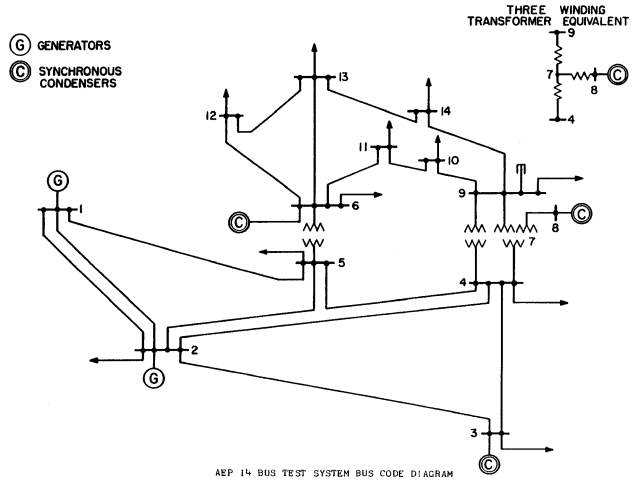 THREE WINDING
TRANSFORMER EQUIVALENT
G GENERATORS
C SYNCHRONOUS
CONDENSERS
9
7
8
C
4
13
14
12
11
10
9
G
1
C
6
C
8
7
5
4
2
G
3
C
AEP 14 BUS TEST SYSTEM BUS CODE DIAGRAM